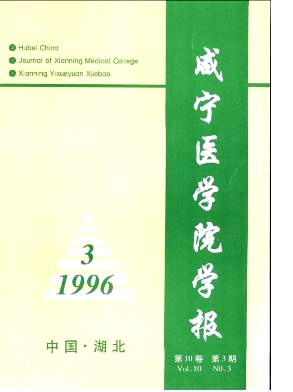 Hubei China
Journal of Xianning Medical College
Xianning Yixueyuan Xuebao
咸宁医学院学报
3
1996
中国·湖北
第10卷 第3期
Vol.10 No.3